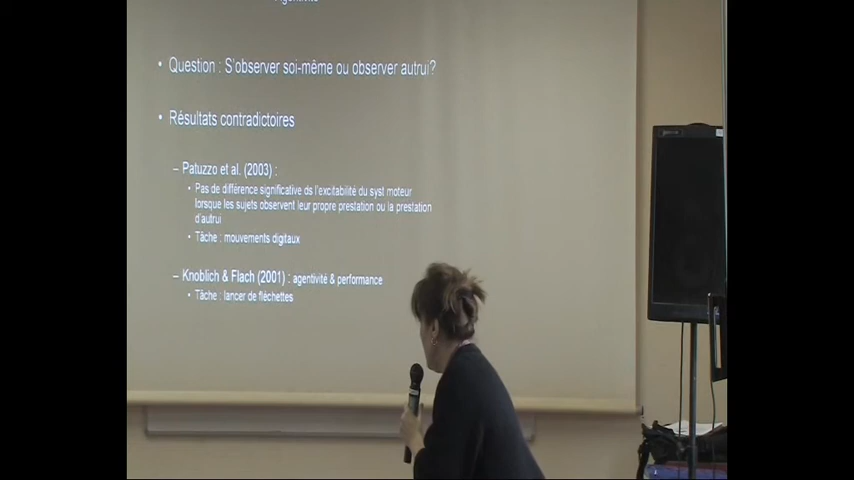 Agentivité
• Question : S'observer soi-même ou observer autrui?
• Résultats contradictoires
– Patuzzo et al. (2003) :
• Pas de différence significative ds l'excitabilité du syst moteur
lorsque les sujets observent leur propre prestation ou la prestation
d'autrui
• Tâche : mouvements digitaux
– Knoblich & Flach (2001) : agentivité & performance
• Tâche : lancer de fléchettes